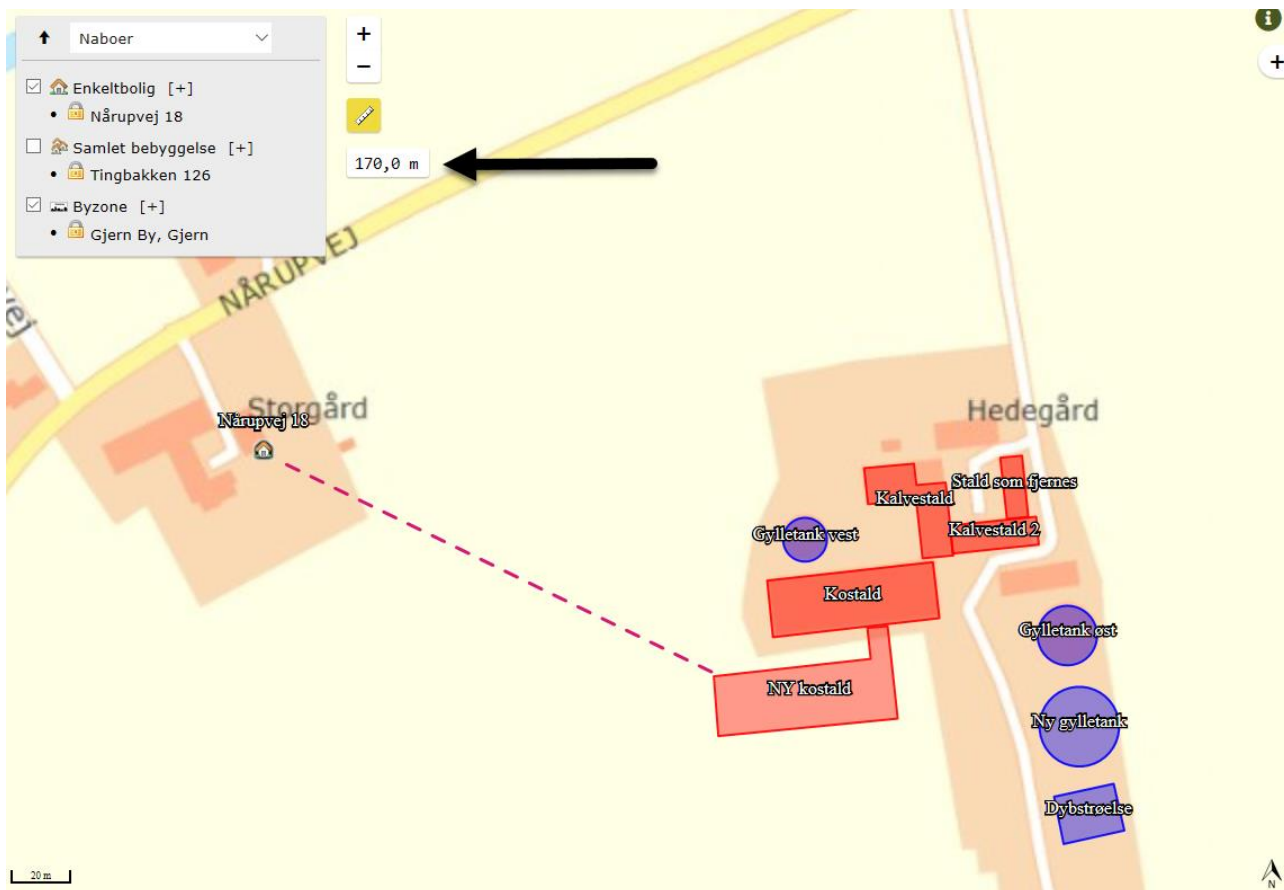 Naboer
Enkeltbolig [+]
Nårupvej 18
Samlet bebyggelse [+]
Tingbakken 126
Byzone [+]
Gjern By, Gjern
+
−
170,0 m
i
+
NÅRUPVEJ
vej
Storgård
Nårupvej 18
Hedegård
Stald som fjernes
Kalvestald
Kalvestald 2
Gylletank vest
Kostald
Gylletank øst
NY kostald
Ny gylletank
Dybstrøelse
20 m
N